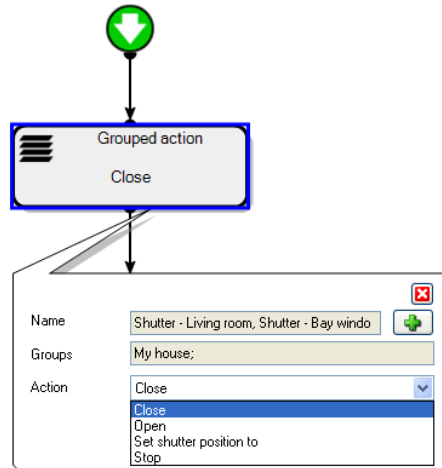 Grouped action
Close
Name
Shutter - Living room, Shutter - Bay windo
Groups
My house;
Action
Close
Close
Open
Set shutter position to
Stop